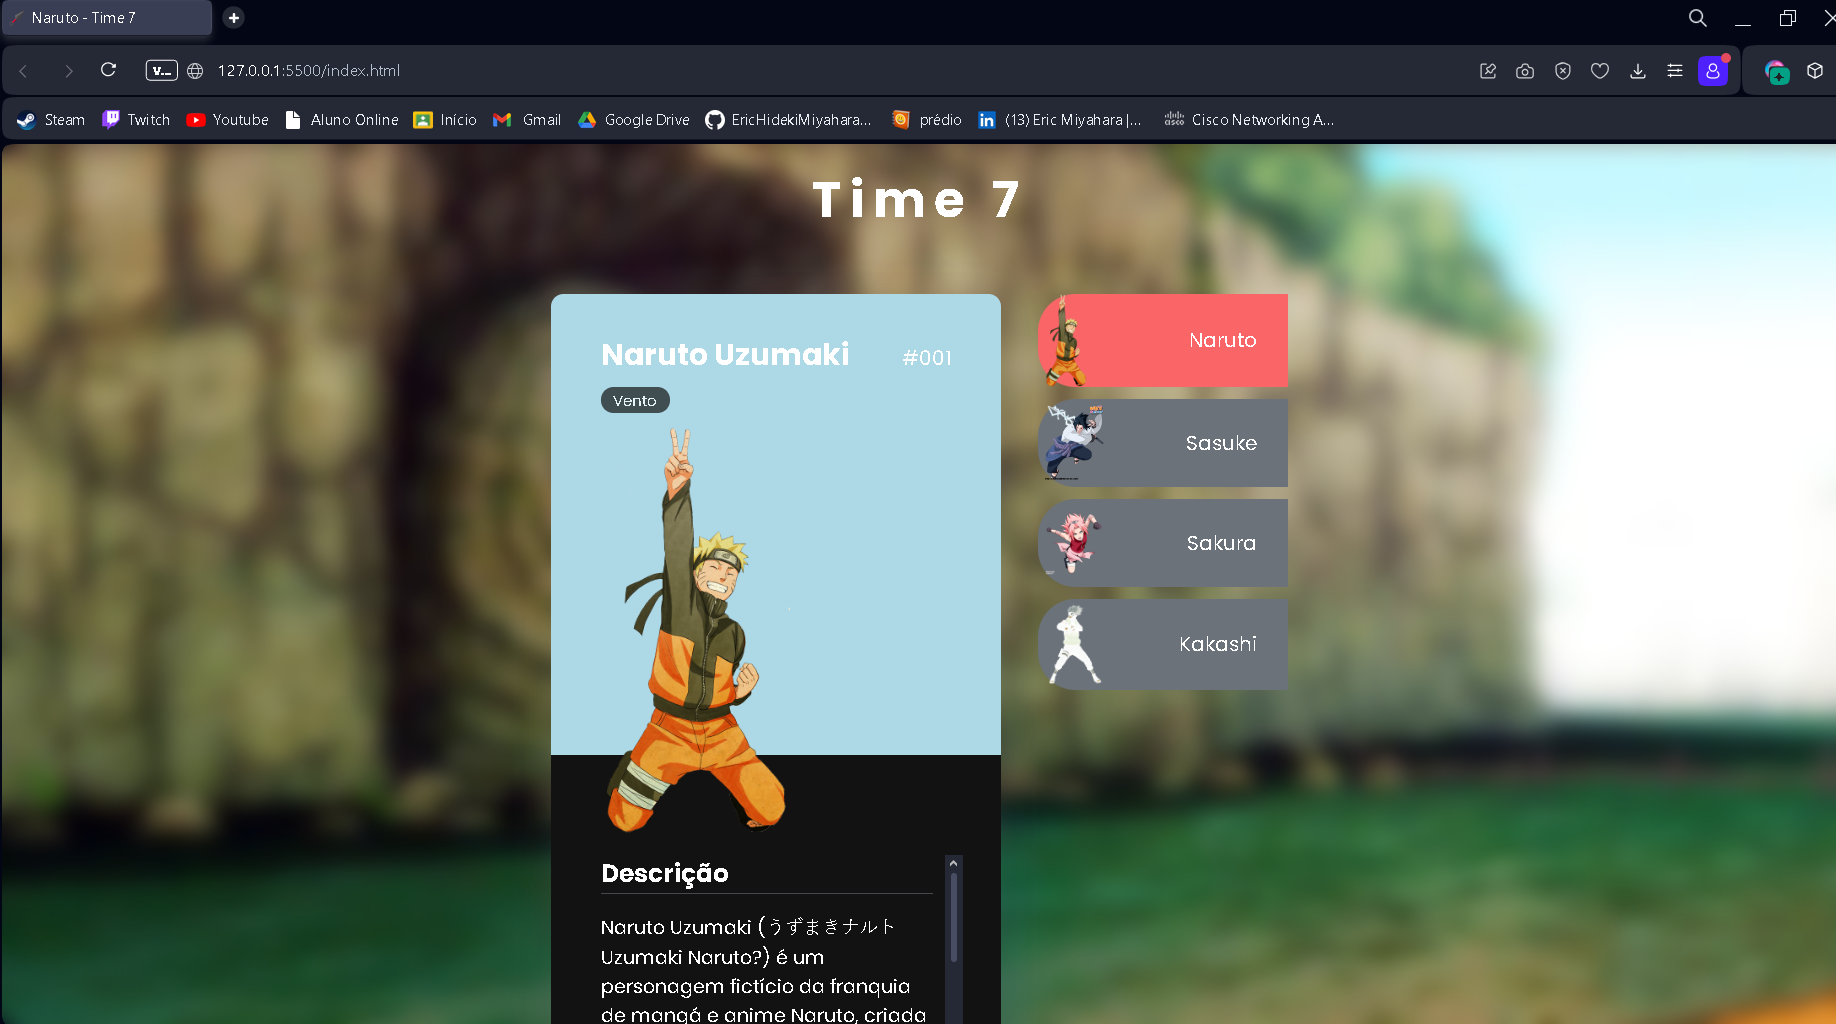 Naruto - Time 7
V...
127.0.0.1:5500/index.html
Steam
Twitch
Youtube
Aluno Online
Início
Gmail
Google Drive
EricHidekiMiyahara...
prédio
(13) Eric Miyahara |...
Cisco Networking A...
Time 7
Naruto Uzumaki #001
Vento
Naruto
Sasuke
Sakura
Kakashi
Descrição
Naruto Uzumaki (うずまきナルト
Uzumaki Naruto?) é um
personagem fictício da franquia
de mangá e anime Naruto, criada